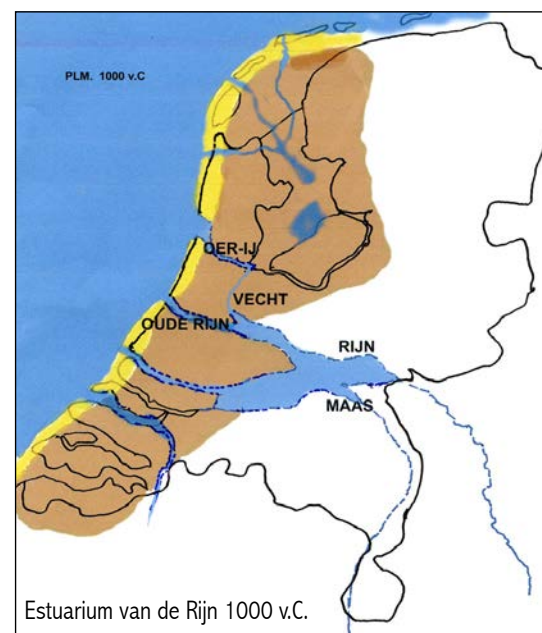 PLM. 1000 v.C
OER-IJ
VECHT
OUDE RIJN
RIJN
MAAS
Estuarium van de Rijn 1000 v.C.